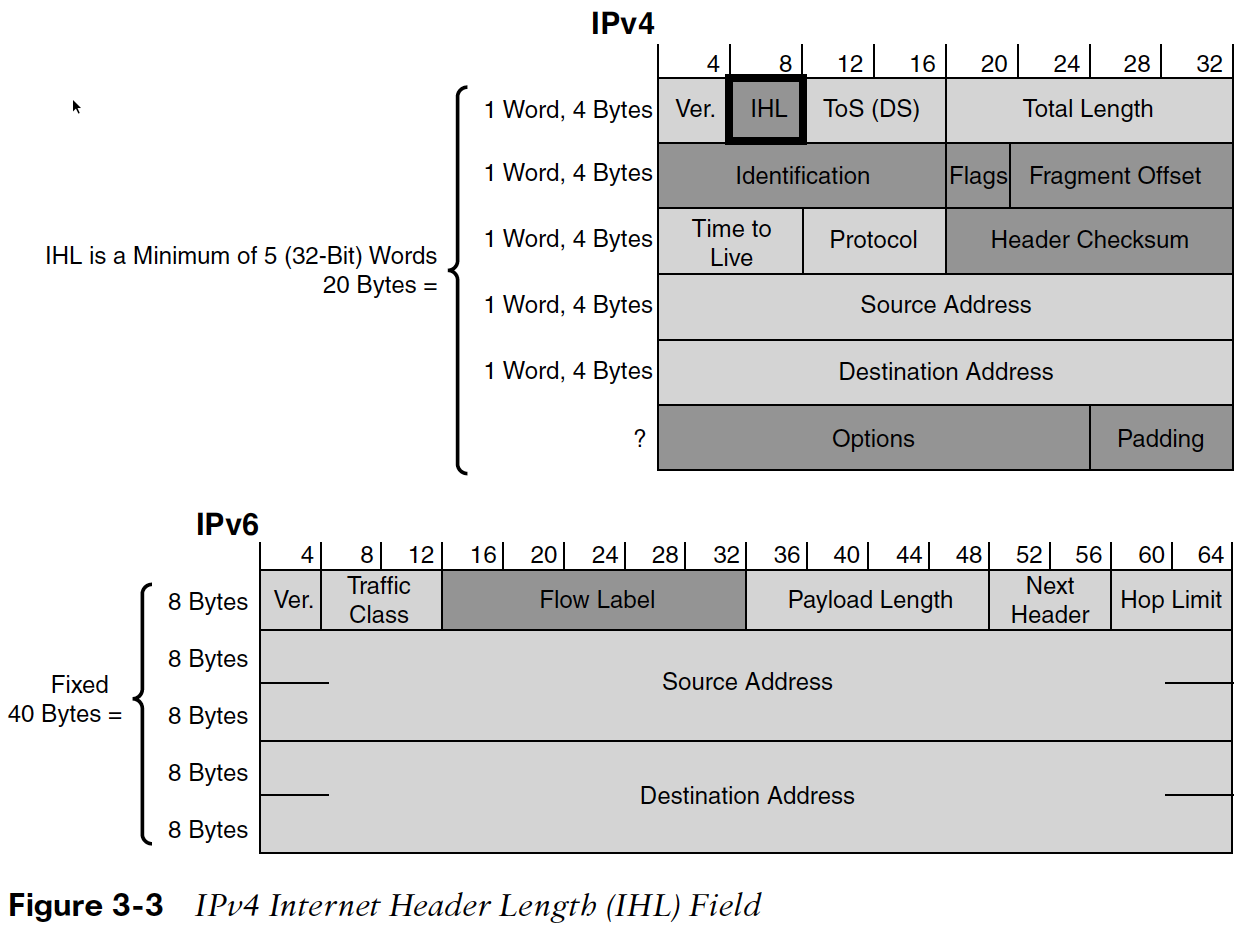 IPv4
4 8 12 16 20 24 28 32
1 Word, 4 Bytes Ver. IHL ToS (DS) Total Length
1 Word, 4 Bytes Identification Flags Fragment Offset
1 Word, 4 Bytes Time to Live Protocol Header Checksum
IHL is a Minimum of 5 (32-Bit) Words
20 Bytes =
1 Word, 4 Bytes Source Address
1 Word, 4 Bytes Destination Address
? Options Padding
IPv6
4 8 12 16 20 24 28 32 36 40 44 48 52 56 60 64
8 Bytes Ver. Traffic Class Flow Label Payload Length Next Header Hop Limit
8 Bytes
Source Address
Fixed
40 Bytes =
8 Bytes
8 Bytes
Destination Address
8 Bytes
Figure 3-3 IPv4 Internet Header Length (IHL) Field